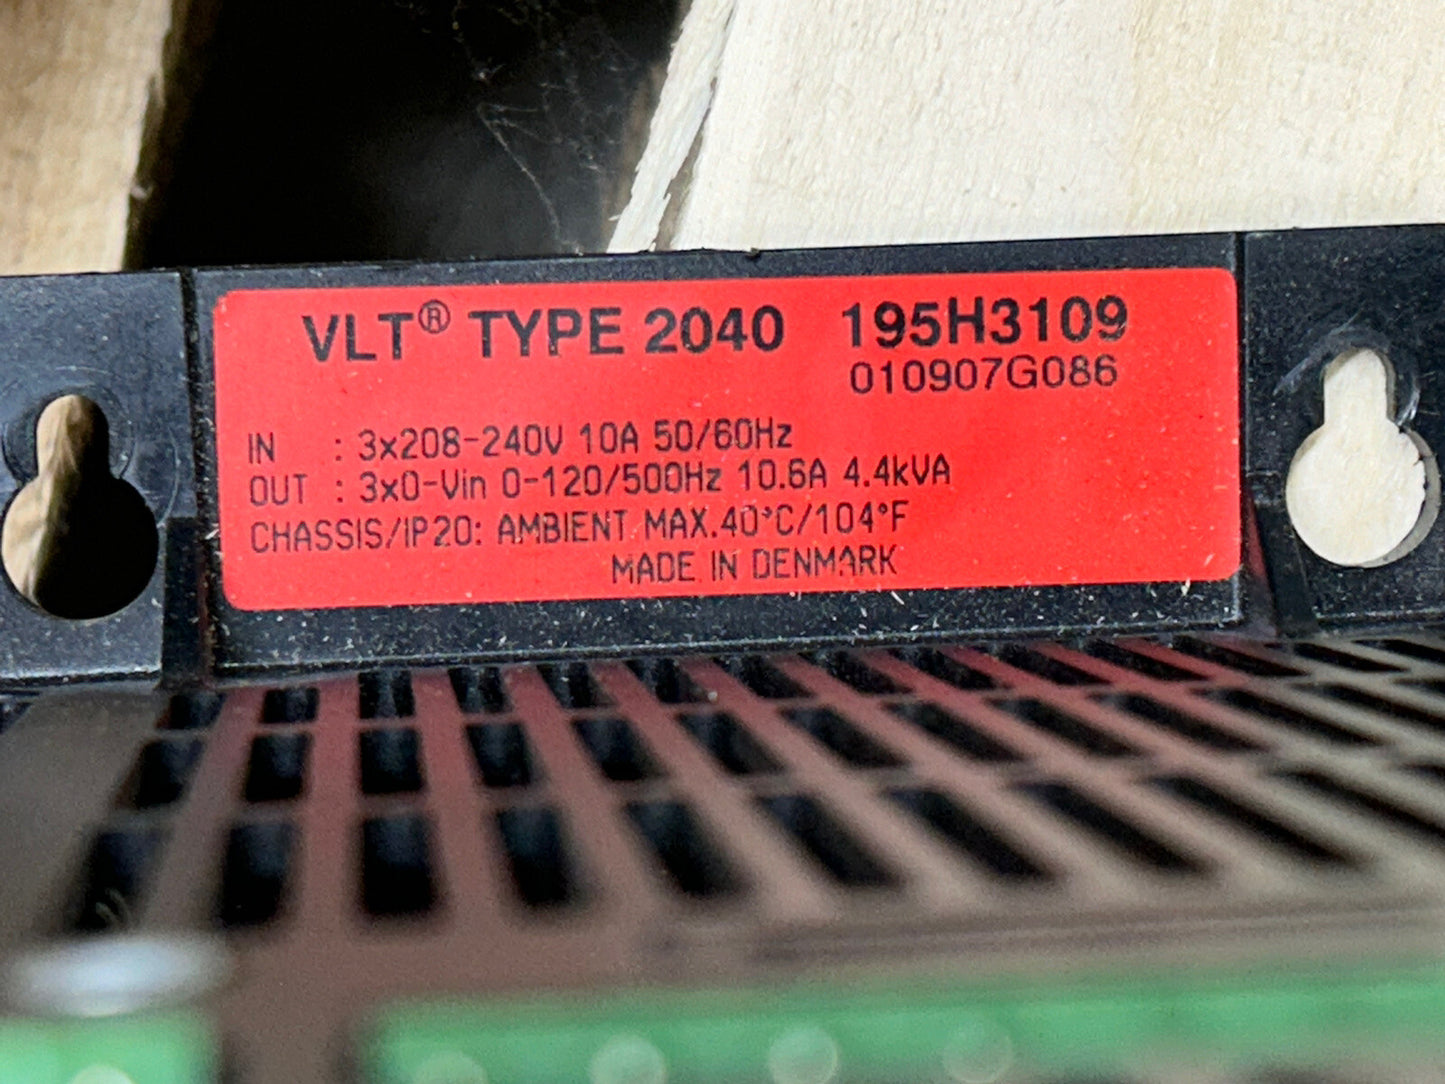 VLT® TYPE 2040 195H3109
010907G086
IN : 3x208-240V 10A 50/60Hz
OUT : 3x0-Vin 0-120/500Hz 10.6A 4.4kVA
CHASSIS/IP20: AMBIENT MAX.40°C/104°F
MADE IN DENMARK